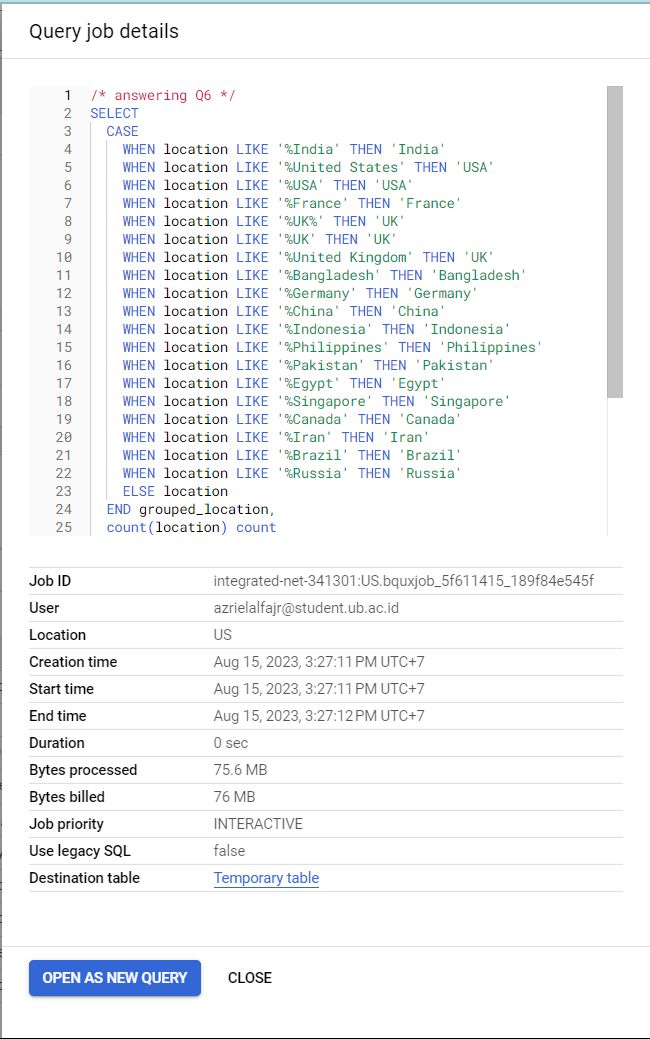 Query job details
1 /* answering Q6 */
2 SELECT
3 CASE
4 WHEN location LIKE '%India' THEN 'India'
5 WHEN location LIKE '%United States' THEN 'USA'
6 WHEN location LIKE '%USA' THEN 'USA'
7 WHEN location LIKE '%France' THEN 'France'
8 WHEN location LIKE '%UK%' THEN 'UK'
9 WHEN location LIKE '%UK' THEN 'UK'
10 WHEN location LIKE '%United Kingdom' THEN 'UK'
11 WHEN location LIKE '%Bangladesh' THEN 'Bangladesh'
12 WHEN location LIKE '%Germany' THEN 'Germany'
13 WHEN location LIKE '%China' THEN 'China'
14 WHEN location LIKE '%Indonesia' THEN 'Indonesia'
15 WHEN location LIKE '%Philippines' THEN 'Philippines'
16 WHEN location LIKE '%Pakistan' THEN 'Pakistan'
17 WHEN location LIKE '%Egypt' THEN 'Egypt'
18 WHEN location LIKE '%Singapore' THEN 'Singapore'
19 WHEN location LIKE '%Canada' THEN 'Canada'
20 WHEN location LIKE '%Iran' THEN 'Iran'
21 WHEN location LIKE '%Brazil' THEN 'Brazil'
22 WHEN location LIKE '%Russia' THEN 'Russia'
23 ELSE location
24 END grouped_location,
25 count(location) count
Job ID integrated-net-341301:US.bquxjob_5f611415_189f84e545f
User azrielalfajr@student.ub.ac.id
Location US
Creation time Aug 15, 2023, 3:27:11 PM UTC+7
Start time Aug 15, 2023, 3:27:11 PM UTC+7
End time Aug 15, 2023, 3:27:12 PM UTC+7
Duration 0 sec
Bytes processed 75.6 MB
Bytes billed 76 MB
Job priority INTERACTIVE
Use legacy SQL false
Destination table Temporary table
OPEN AS NEW QUERY CLOSE